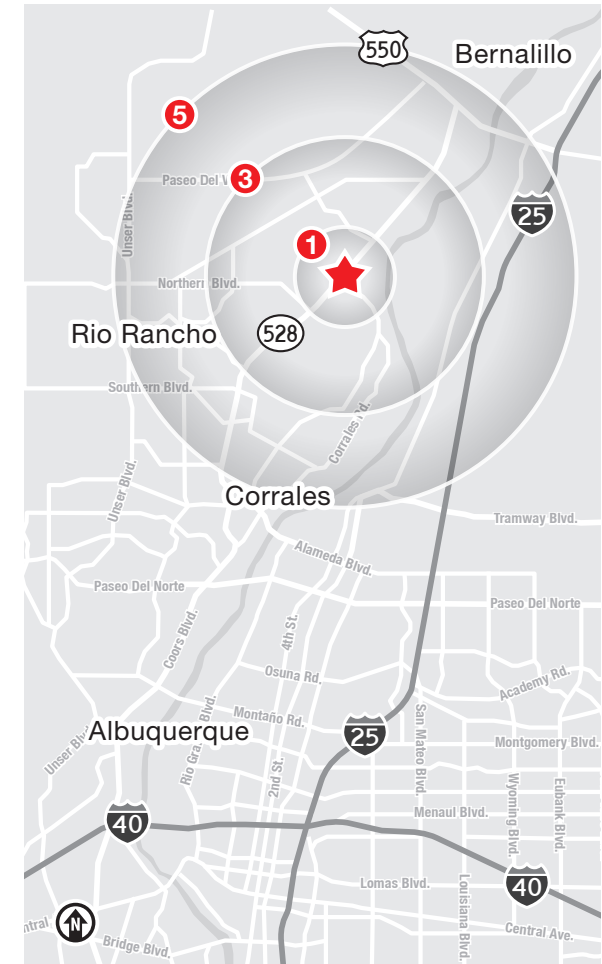 550
Bernalillo
5
Paseo Del V
3
25
Unser Blvd.
1
Northern Blvd.
Rio Rancho
528
Southern Blvd.
Corrales Rd.
Unser Blvd.
Corrales
Tramway Blvd.
Alameda Blvd.
Paseo Del Norte
Paseo Del Norte
Coors Blvd.
4th St.
Osuna Rd.
Academy Rd.
Montaño Rd.
Unser Blvd.
Albuquerque
Rio Gra Blvd.
25
San Mateo Blvd.
Montgomery Blvd.
2nd St.
Wyoming Blvd.
Eubank Blvd.
40
Menaul Blvd.
Lomas Blvd.
Louisiana Blvd.
40
ntral
N
Bridge Blvd.
Central Ave.